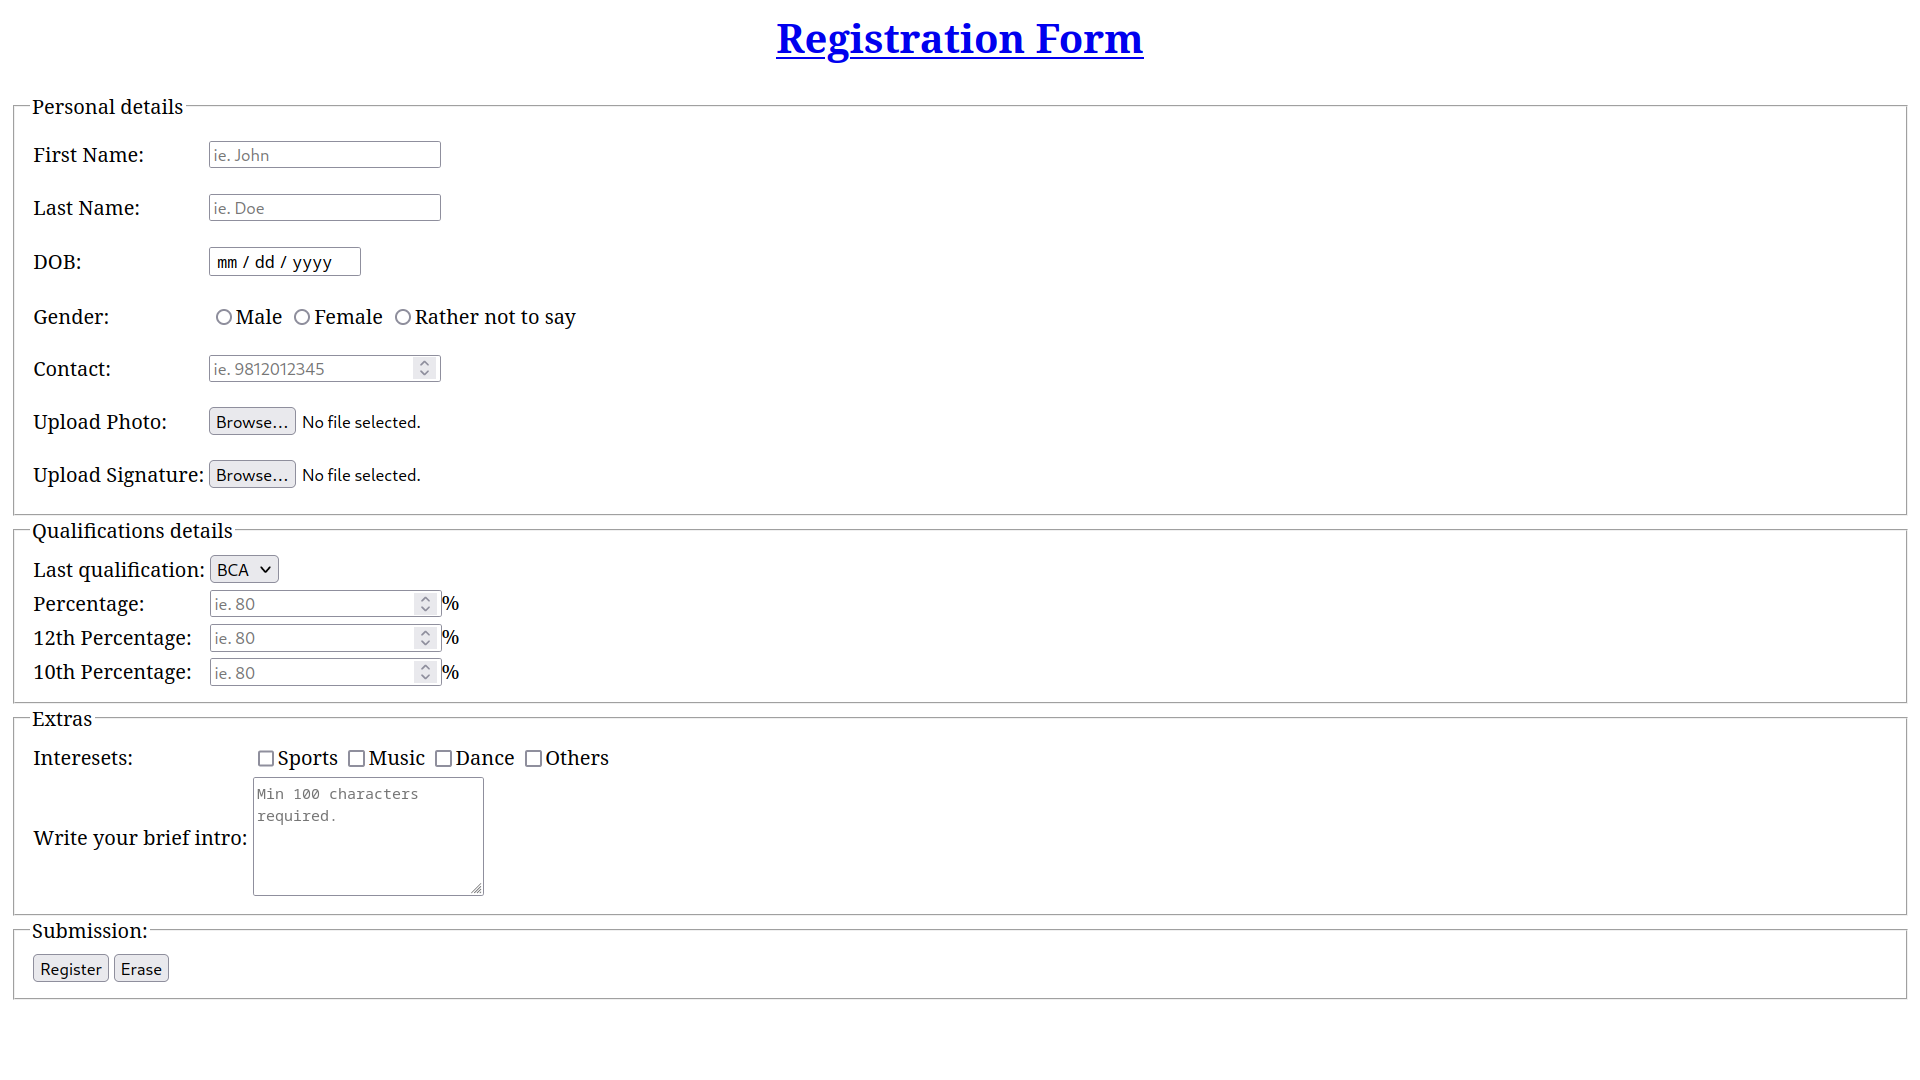 Registration Form
Personal details
First Name: ie. John
Last Name: ie. Doe
DOB: mm / dd / yyyy
Gender: Male Female Rather not to say
Contact: ie. 9812012345
Upload Photo: Browse... No file selected.
Upload Signature: Browse... No file selected.
Qualifications details
Last qualification: BCA
Percentage: ie. 80 %
12th Percentage: ie. 80 %
10th Percentage: ie. 80 %
Extras
Interesets: Sports Music Dance Others
Min 100 characters
required.
Write your brief intro:
Submission:
Register Erase